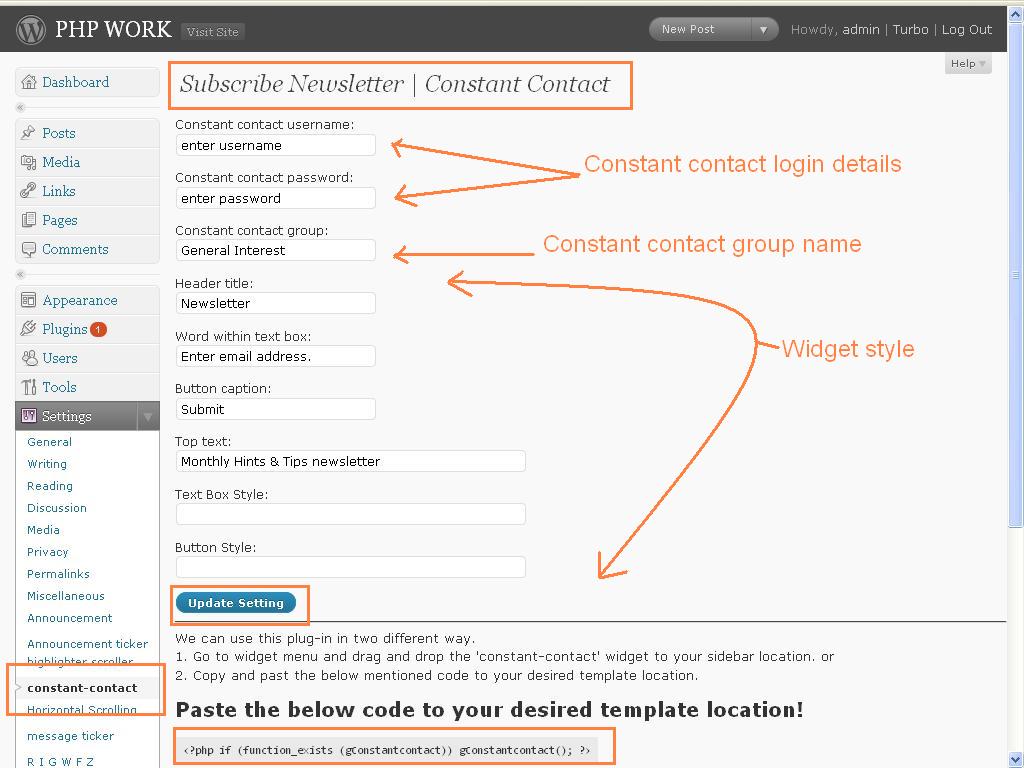 PHP WORK Visit Site New Post Howdy, admin | Turbo | Log Out
Help
Dashboard
Posts
Media
Links
Pages
Comments
Appearance
Plugins 1
Users
Tools
Settings
General
Writing
Reading
Discussion
Media
Privacy
Permalinks
Miscellaneous
Announcement
Announcement ticker
highlighter scroller
constant-contact
Horizontal Scrolling
message ticker
R I G W F Z
Subscribe Newsletter | Constant Contact
Constant contact username:
enter username
Constant contact password:
enter password
Constant contact login details
Constant contact group:
General Interest
Constant contact group name
Header title:
Newsletter
Word within text box:
Enter email address.
Widget style
Button caption:
Submit
Top text:
Monthly Hints & Tips newsletter
Text Box Style:
Button Style:
Update Setting
We can use this plug-in in two different way.
1. Go to widget menu and drag and drop the 'constant-contact' widget to your sidebar location. or
2. Copy and past the below mentioned code to your desired template location.
Paste the below code to your desired template location!
<?php if (function_exists (gConstantcontact)) gConstantcontact(); ?>